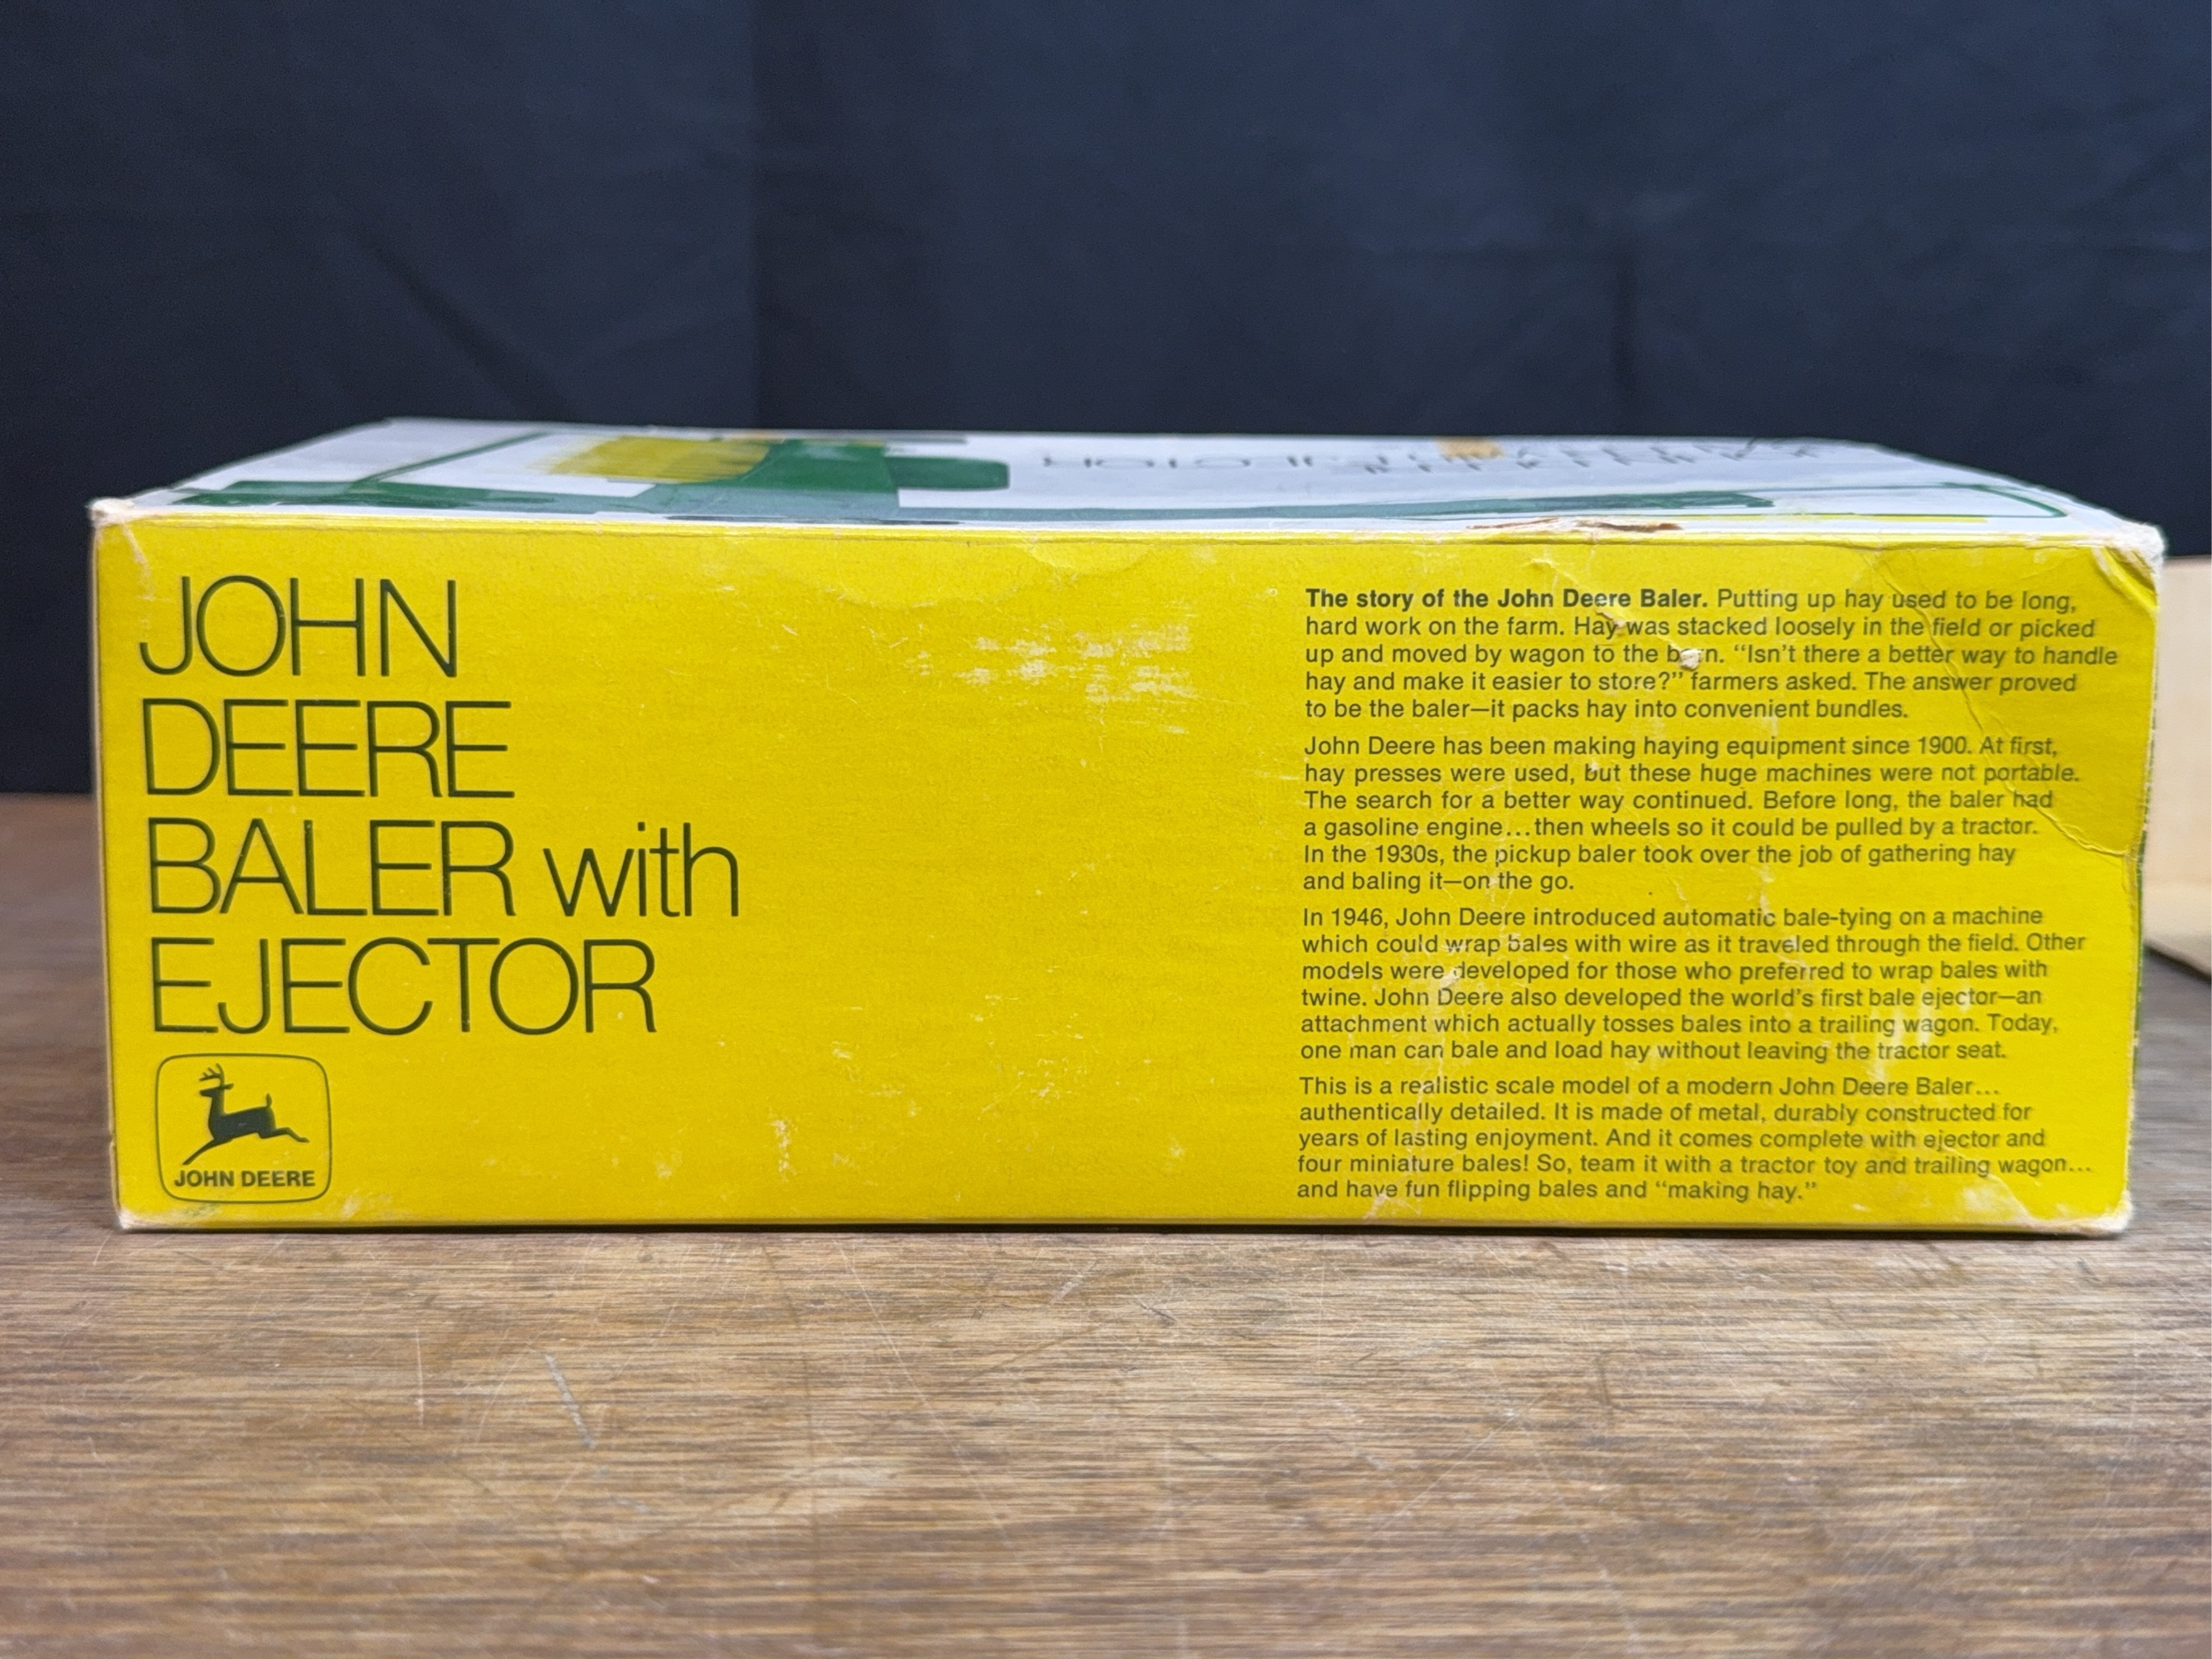 JOHN
DEERE
BALER with
EJECTOR
JOHN DEERE
The story of the John Deere Baler. Putting up hay used to be long,
hard work on the farm. Hay was stacked loosely in the field or picked
up and moved by wagon to the barn. “Isn’t there a better way to handle
hay and make it easier to store?” farmers asked. The answer proved
to be the baler—it packs hay into convenient bundles.
John Deere has been making haying equipment since 1900. At first,
hay presses were used, but these huge machines were not portable.
The search for a better way continued. Before long, the baler had
a gasoline engine...then wheels so it could be pulled by a tractor.
In the 1930s, the pickup baler took over the job of gathering hay
and baling it—on the go.
In 1946, John Deere introduced automatic bale-tying on a machine
which could wrap bales with wire as it traveled through the field. Other
models were developed for those who preferred to wrap bales with
twine. John Deere also developed the world’s first bale ejector—an
attachment which actually tosses bales into a trailing wagon. Today,
one man can bale and load hay without leaving the tractor seat.
This is a realistic scale model of a modern John Deere Baler...
authentically detailed. It is made of metal, durably constructed for
years of lasting enjoyment. And it comes complete with ejector and
four miniature bales! So, team it with a tractor toy and trailing wagon...
and have fun flipping bales and “making hay.”